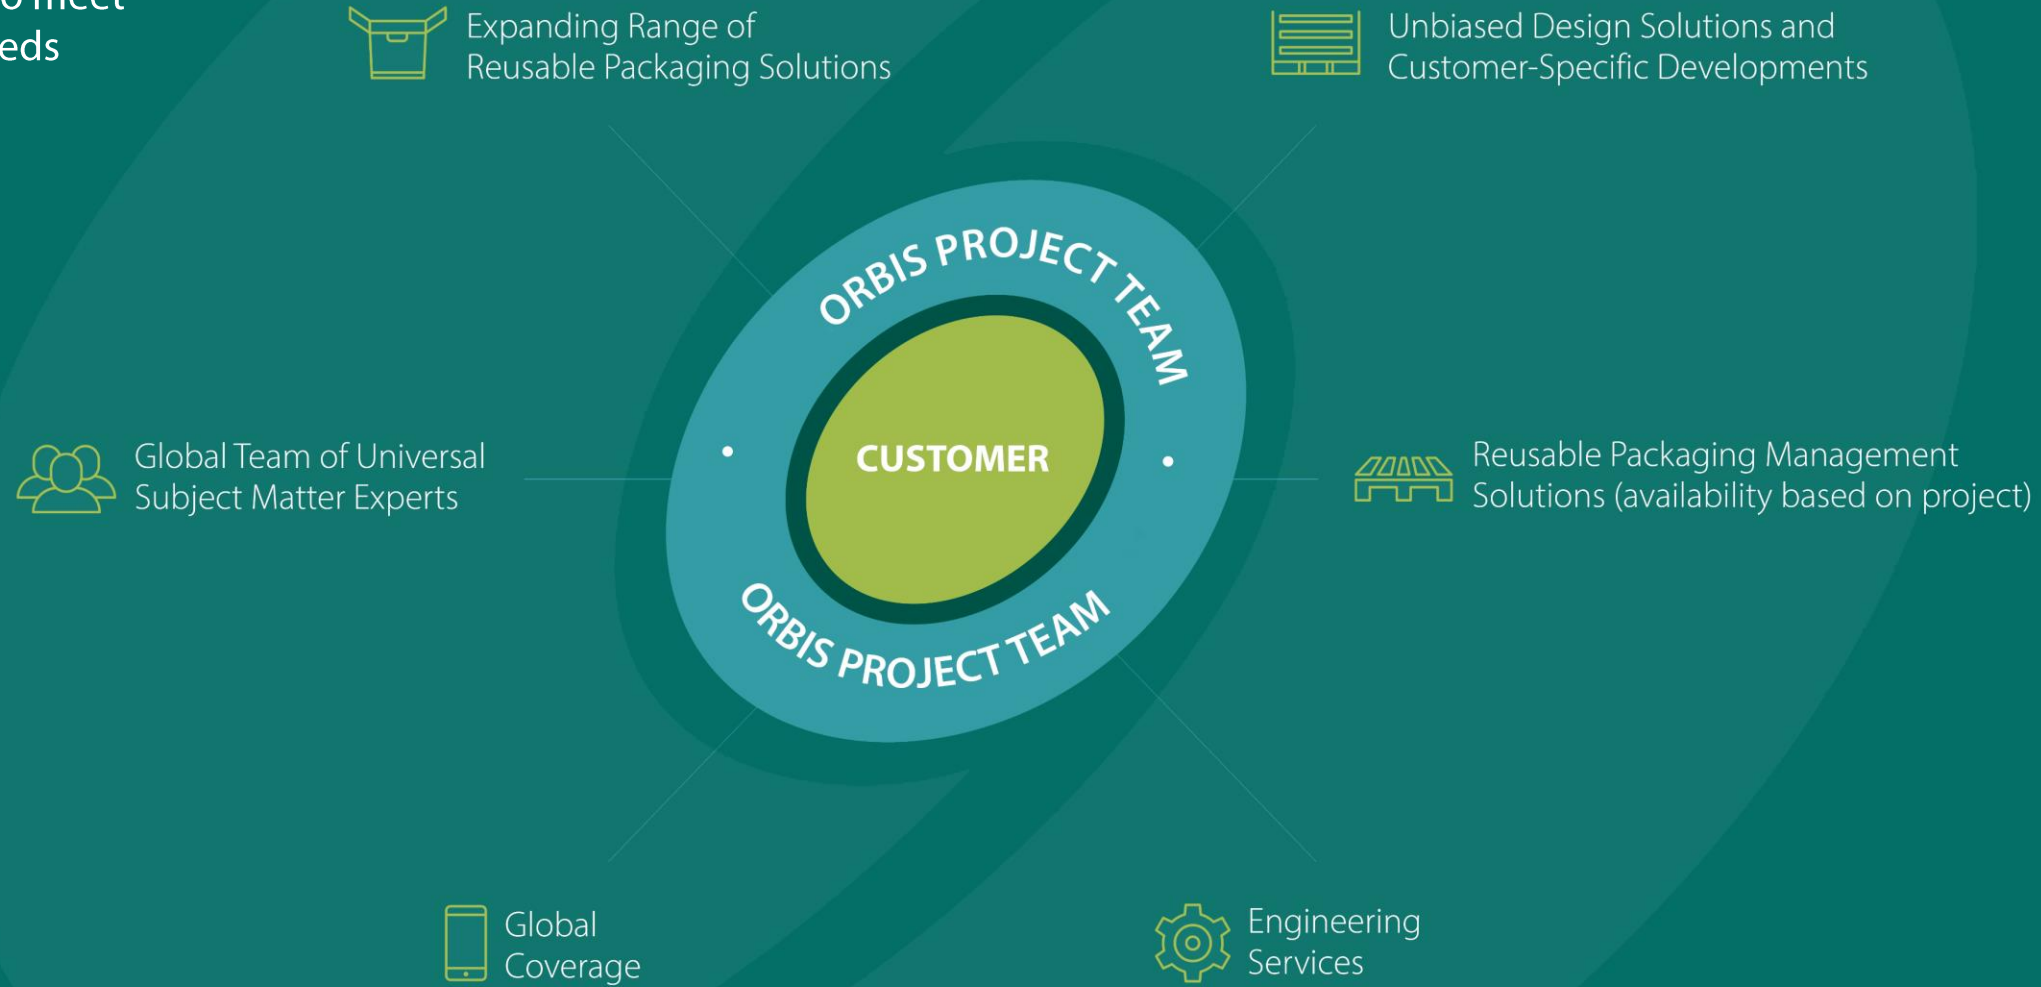 eds
Expanding Range of
Reusable Packaging Solutions
Unbiased Design Solutions and
Customer-Specific Developments
ORBIS PROJECT TEAM
CUSTOMER
Global Team of Universal
Subject Matter Experts
Reusable Packaging Management
Solutions (availability based on project)
ORBIS PROJECT TEAM
Global
Coverage
Engineering
Services